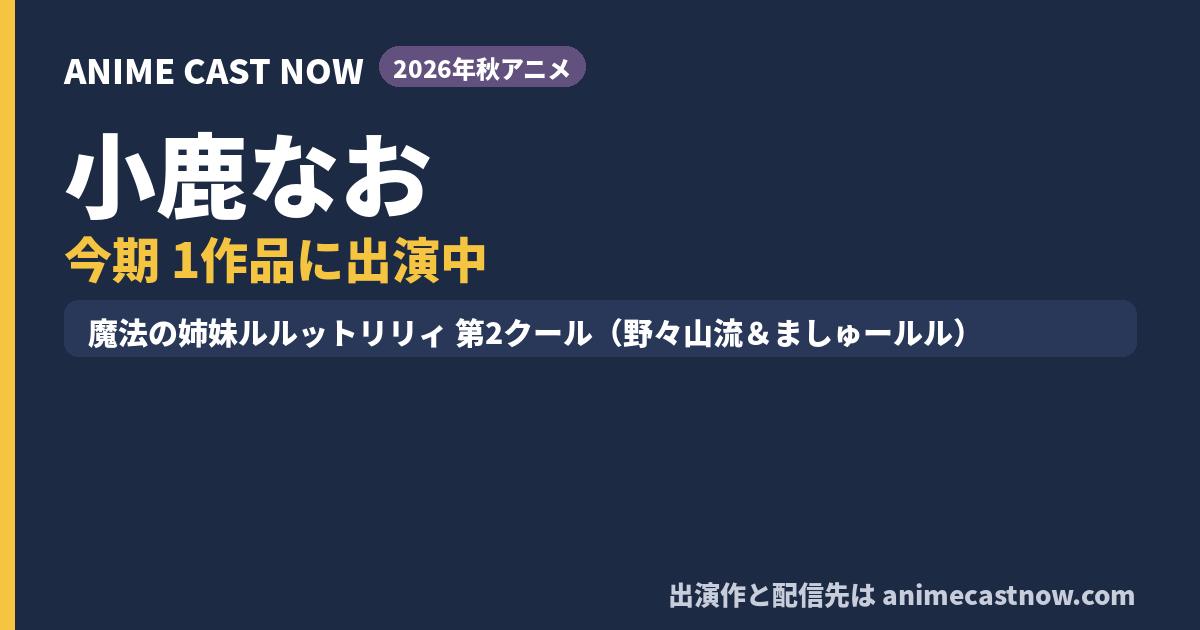 ANIME CAST NOW 2026年秋アニメ
小鹿なお
今期 1作品に出演中
魔法の姉妹ルルットリリィ 第2クール（野々山流＆ましゅールル）
出演作と配信先は animecastnow.com